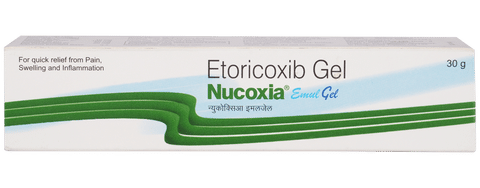 For quick relief from Pain,
Swelling and Inflammation
Etoricoxib Gel
Nucoxia® Emul Gel
न्युकोक्सिआ इमलजेल
30 g